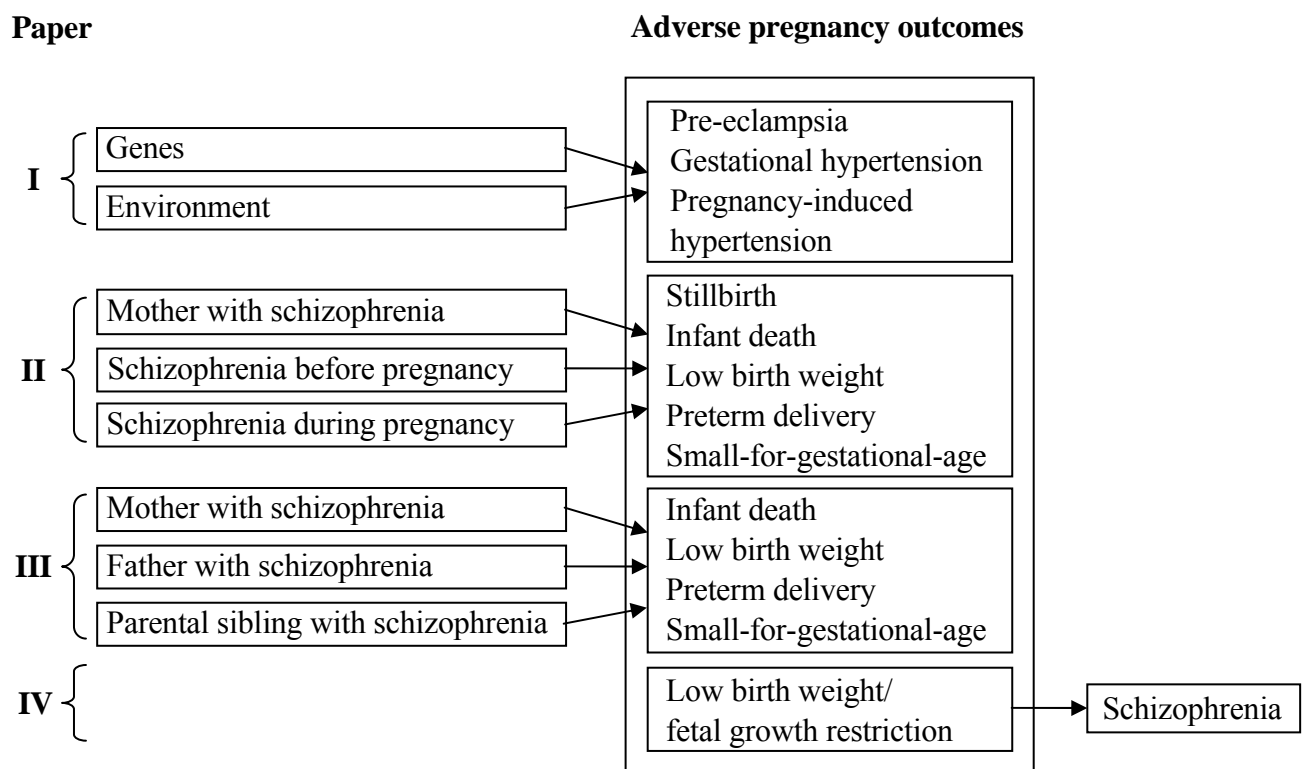 Paper
Adverse pregnancy outcomes
I
Genes
Environment
Pre-eclampsia
Gestational hypertension
Pregnancy-induced
hypertension
II
Mother with schizophrenia
Schizophrenia before pregnancy
Schizophrenia during pregnancy
Stillbirth
Infant death
Low birth weight
Preterm delivery
Small-for-gestational-age
III
Mother with schizophrenia
Father with schizophrenia
Parental sibling with schizophrenia
Infant death
Low birth weight
Preterm delivery
Small-for-gestational-age
IV
Low birth weight/
fetal growth restriction
Schizophrenia